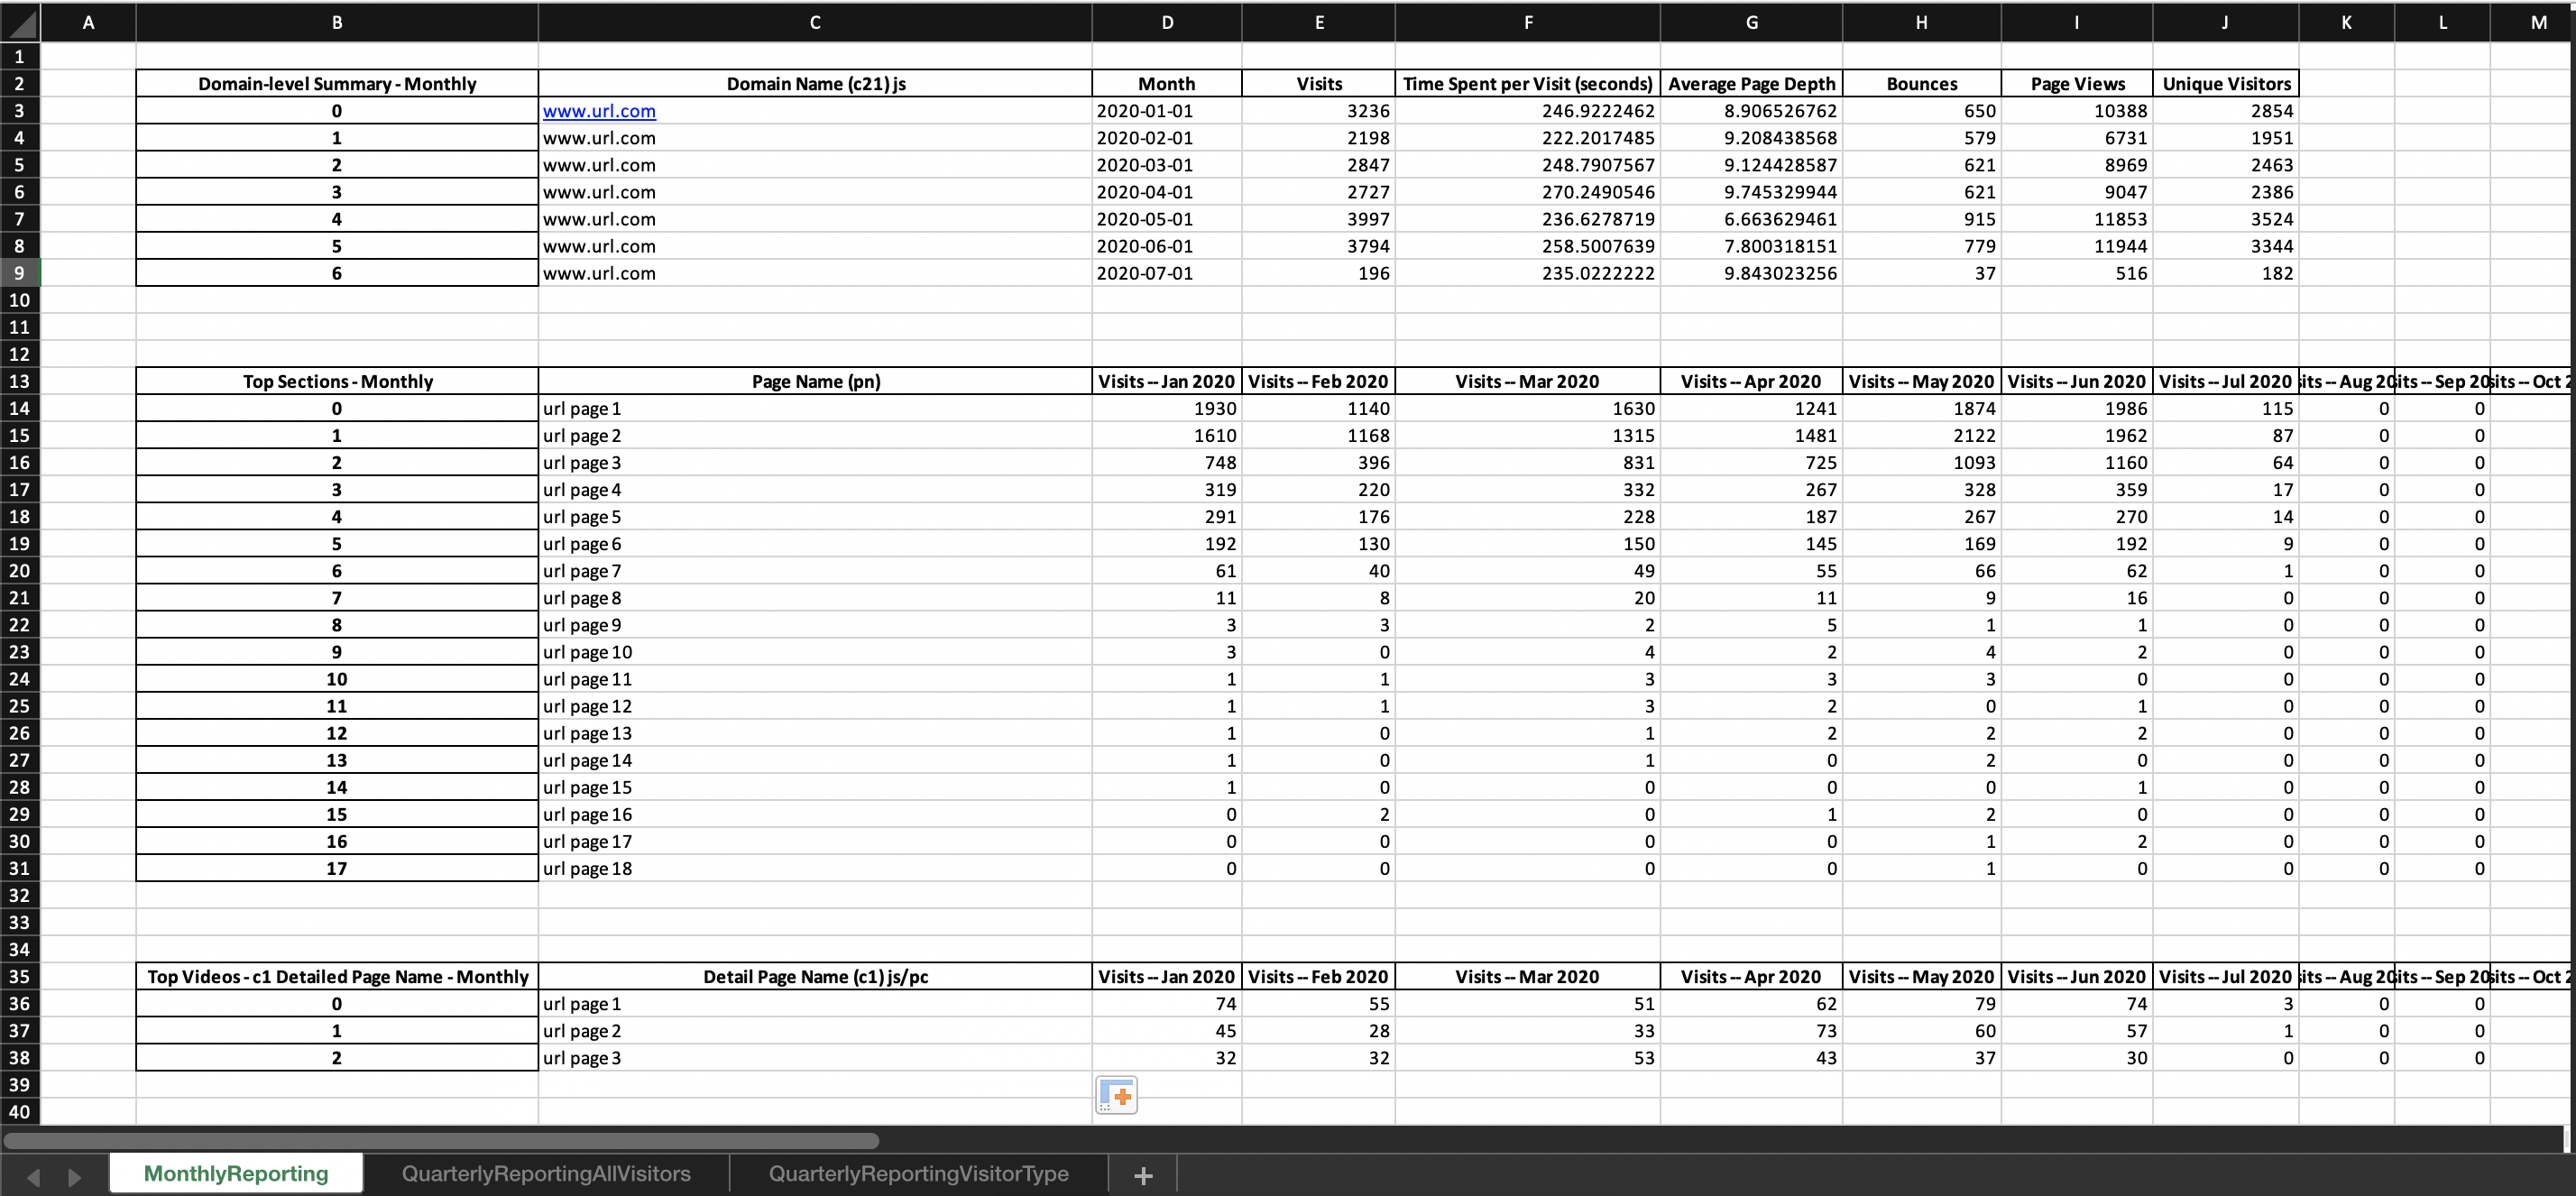 A B C D E F G H I J K L M
1
2 Domain-level Summary - Monthly Domain Name (c21) js Month Visits Time Spent per Visit (seconds) Average Page Depth Bounces Page Views Unique Visitors
3 0 www.url.com 2020-01-01 3236 246.9222462 8.906526762 650 10388 2854
4 1 www.url.com 2020-02-01 2198 222.2017485 9.208438568 579 6731 1951
5 2 www.url.com 2020-03-01 2847 248.7907567 9.124428587 621 8969 2463
6 3 www.url.com 2020-04-01 2727 270.2490546 9.745329944 621 9047 2386
7 4 www.url.com 2020-05-01 3997 236.6278719 6.663629461 915 11853 3524
8 5 www.url.com 2020-06-01 3794 258.5007639 7.800318151 779 11944 3344
9 6 www.url.com 2020-07-01 196 235.0222222 9.843023256 37 516 182
10
11
12
13 Top Sections - Monthly Page Name (pn) Visits -- Jan 2020 Visits -- Feb 2020 Visits -- Mar 2020 Visits -- Apr 2020 Visits -- May 2020 Visits -- Jun 2020 Visits -- Jul 2020 sits -- Aug 20 sits -- Sep 20 sits -- Oct 2
14 0 url page 1 1930 1140 1630 1241 1874 1986 115 0 0
15 1 url page 2 1610 1168 1315 1481 2122 1962 87 0 0
16 2 url page 3 748 396 831 725 1093 1160 64 0 0
17 3 url page 4 319 220 332 267 328 359 17 0 0
18 4 url page 5 291 176 228 187 267 270 14 0 0
19 5 url page 6 192 130 150 145 169 192 9 0 0
20 6 url page 7 61 40 49 55 66 62 1 0 0
21 7 url page 8 11 8 20 11 9 16 0 0 0
22 8 url page 9 3 3 2 5 1 1 0 0 0
23 9 url page 10 3 0 4 2 4 2 0 0 0
24 10 url page 11 1 1 3 3 3 0 0 0 0
25 11 url page 12 1 1 3 2 0 1 0 0 0
26 12 url page 13 1 0 1 2 2 2 0 0 0
27 13 url page 14 1 0 1 0 2 0 0 0 0
28 14 url page 15 1 0 0 0 0 1 0 0 0
29 15 url page 16 0 2 0 1 2 0 0 0 0
30 16 url page 17 0 0 0 0 1 2 0 0 0
31 17 url page 18 0 0 0 0 1 0 0 0 0
32
33
34
35 Top Videos - c1 Detailed Page Name - Monthly Detail Page Name (c1) js/pc Visits -- Jan 2020 Visits -- Feb 2020 Visits -- Mar 2020 Visits -- Apr 2020 Visits -- May 2020 Visits -- Jun 2020 Visits -- Jul 2020 sits -- Aug 20 sits -- Sep 20 sits -- Oct 2
36 0 url page 1 74 55 51 62 79 74 3 0 0
37 1 url page 2 45 28 33 73 60 57 1 0 0
38 2 url page 3 32 32 53 43 37 30 0 0 0
39
40
MonthlyReporting QuarterlyReportingAllVisitors QuarterlyReportingVisitorType +